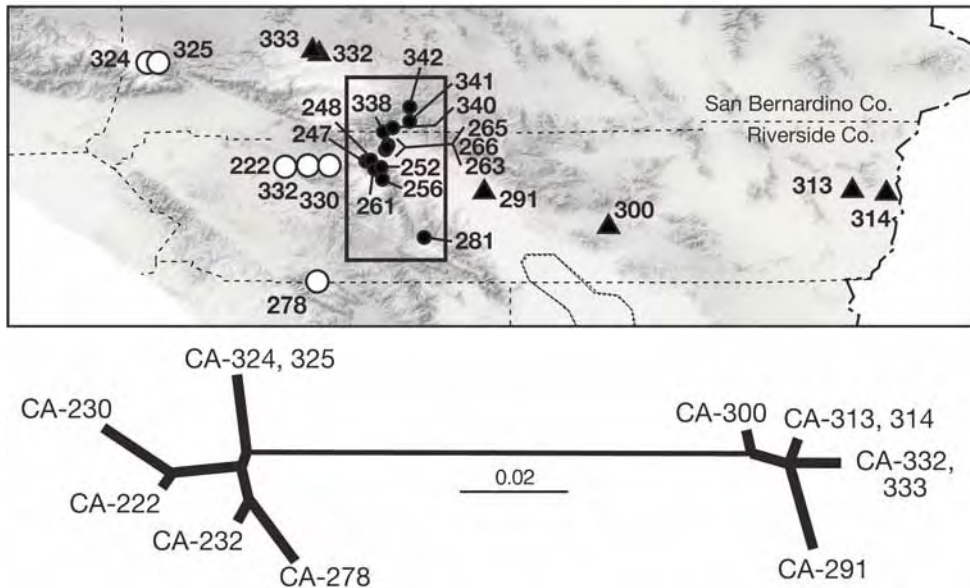 324
325
333
332
342
341
340
338
248
247
265
266
263
San Bernardino Co.
Riverside Co.
222
332
330
252
256
261
291
300
313
314
281
278
CA-324, 325
CA-230
CA-222
CA-232
CA-278
0.02
CA-300
CA-313, 314
CA-332,
333
CA-291